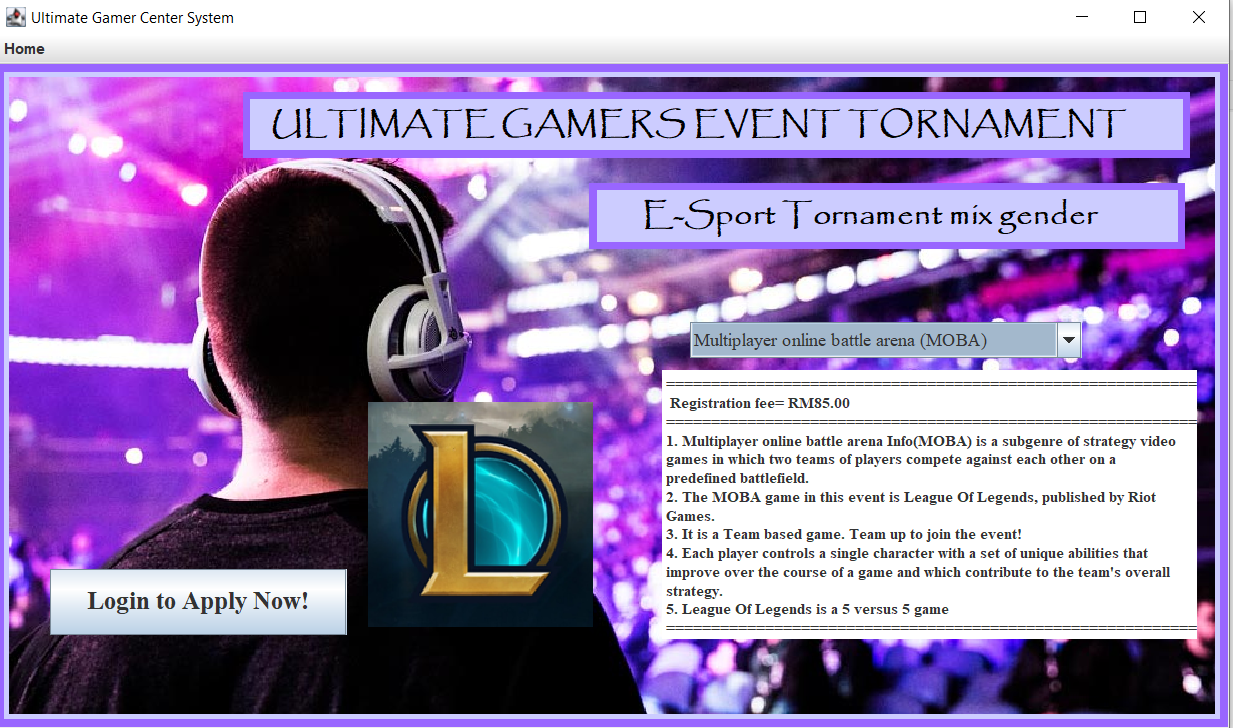 Ultimate Gamer Center System
Home
ULTIMATE GAMERS EVENT TORNAMENT
E-Sport Tornament mix gender
Multiplayer online battle arena (MOBA)
Registration fee= RM85.00
1. Multiplayer online battle arena Info(MOBA) is a subgenre of strategy video
games in which two teams of players compete against each other on a
predefined battlefield.
2. The MOBA game in this event is League Of Legends, published by Riot
Games.
3. It is a Team based game. Team up to join the event!
4. Each player controls a single character with a set of unique abilities that
improve over the course of a game and which contribute to the team's overall
strategy.
5. League Of Legends is a 5 versus 5 game
L
Login to Apply Now!